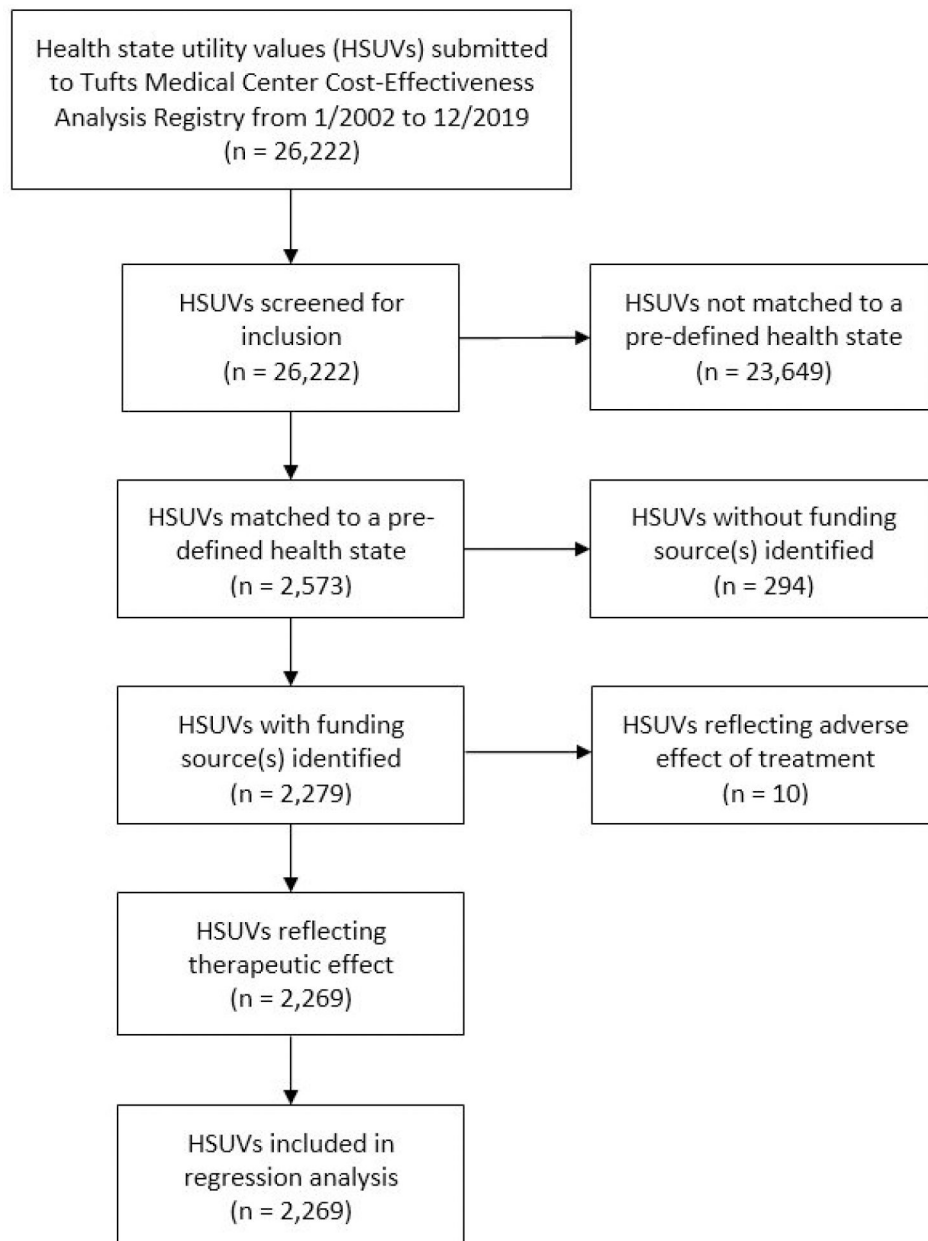 Health state utility values (HSUVs) submitted
to Tufts Medical Center Cost-Effectiveness
Analysis Registry from 1/2002 to 12/2019
(n = 26,222)
HSUVs screened for
inclusion
(n = 26,222)
HSUVs not matched to a
pre-defined health state
(n = 23,649)
HSUVs matched to a pre-
defined health state
(n = 2,573)
HSUVs without funding
source(s) identified
(n = 294)
HSUVs with funding
source(s) identified
(n = 2,279)
HSUVs reflecting adverse
effect of treatment
(n = 10)
HSUVs reflecting
therapeutic effect
(n = 2,269)
HSUVs included in
regression analysis
(n = 2,269)